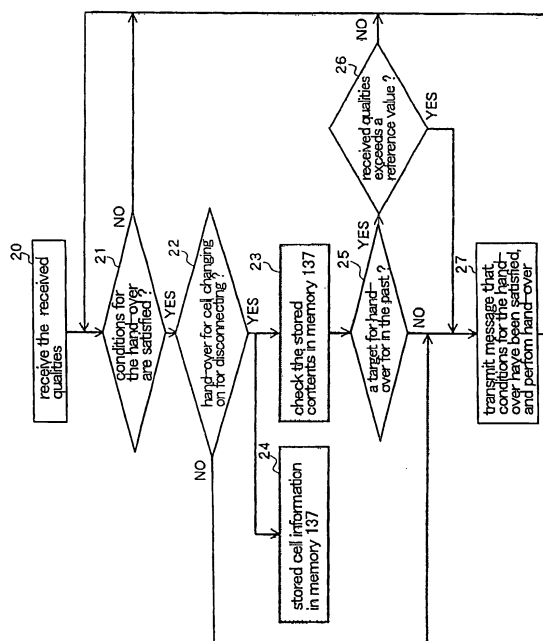 20
receive the received
qualities
21
conditions for
the hand-over
are satisfied ?
NO
YES
22
hand-over for cell changing
on for disconnecting ?
NO
YES
23
check the stored
contents in memory 137
24
stored cell information
in memory 137
25
a target for hand-
over for in the past ?
YES
NO
26
received qualities
exceeds a
reference value ?
NO
YES
27
transmit message that
conditions for the hand-
over have been satisfied,
and perfom hand-over